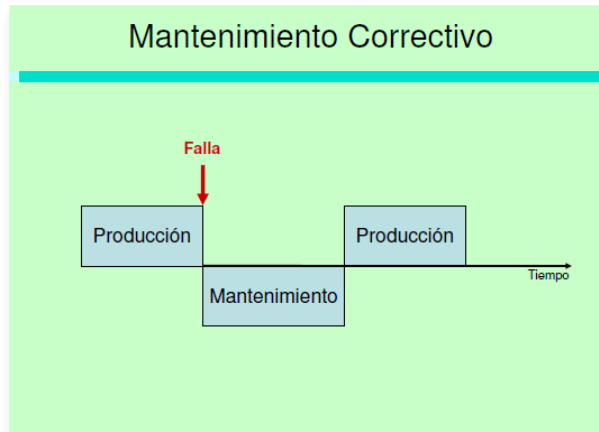 Mantenimiento Correctivo
Falla
Producción
Producción
Tiempo
Mantenimiento